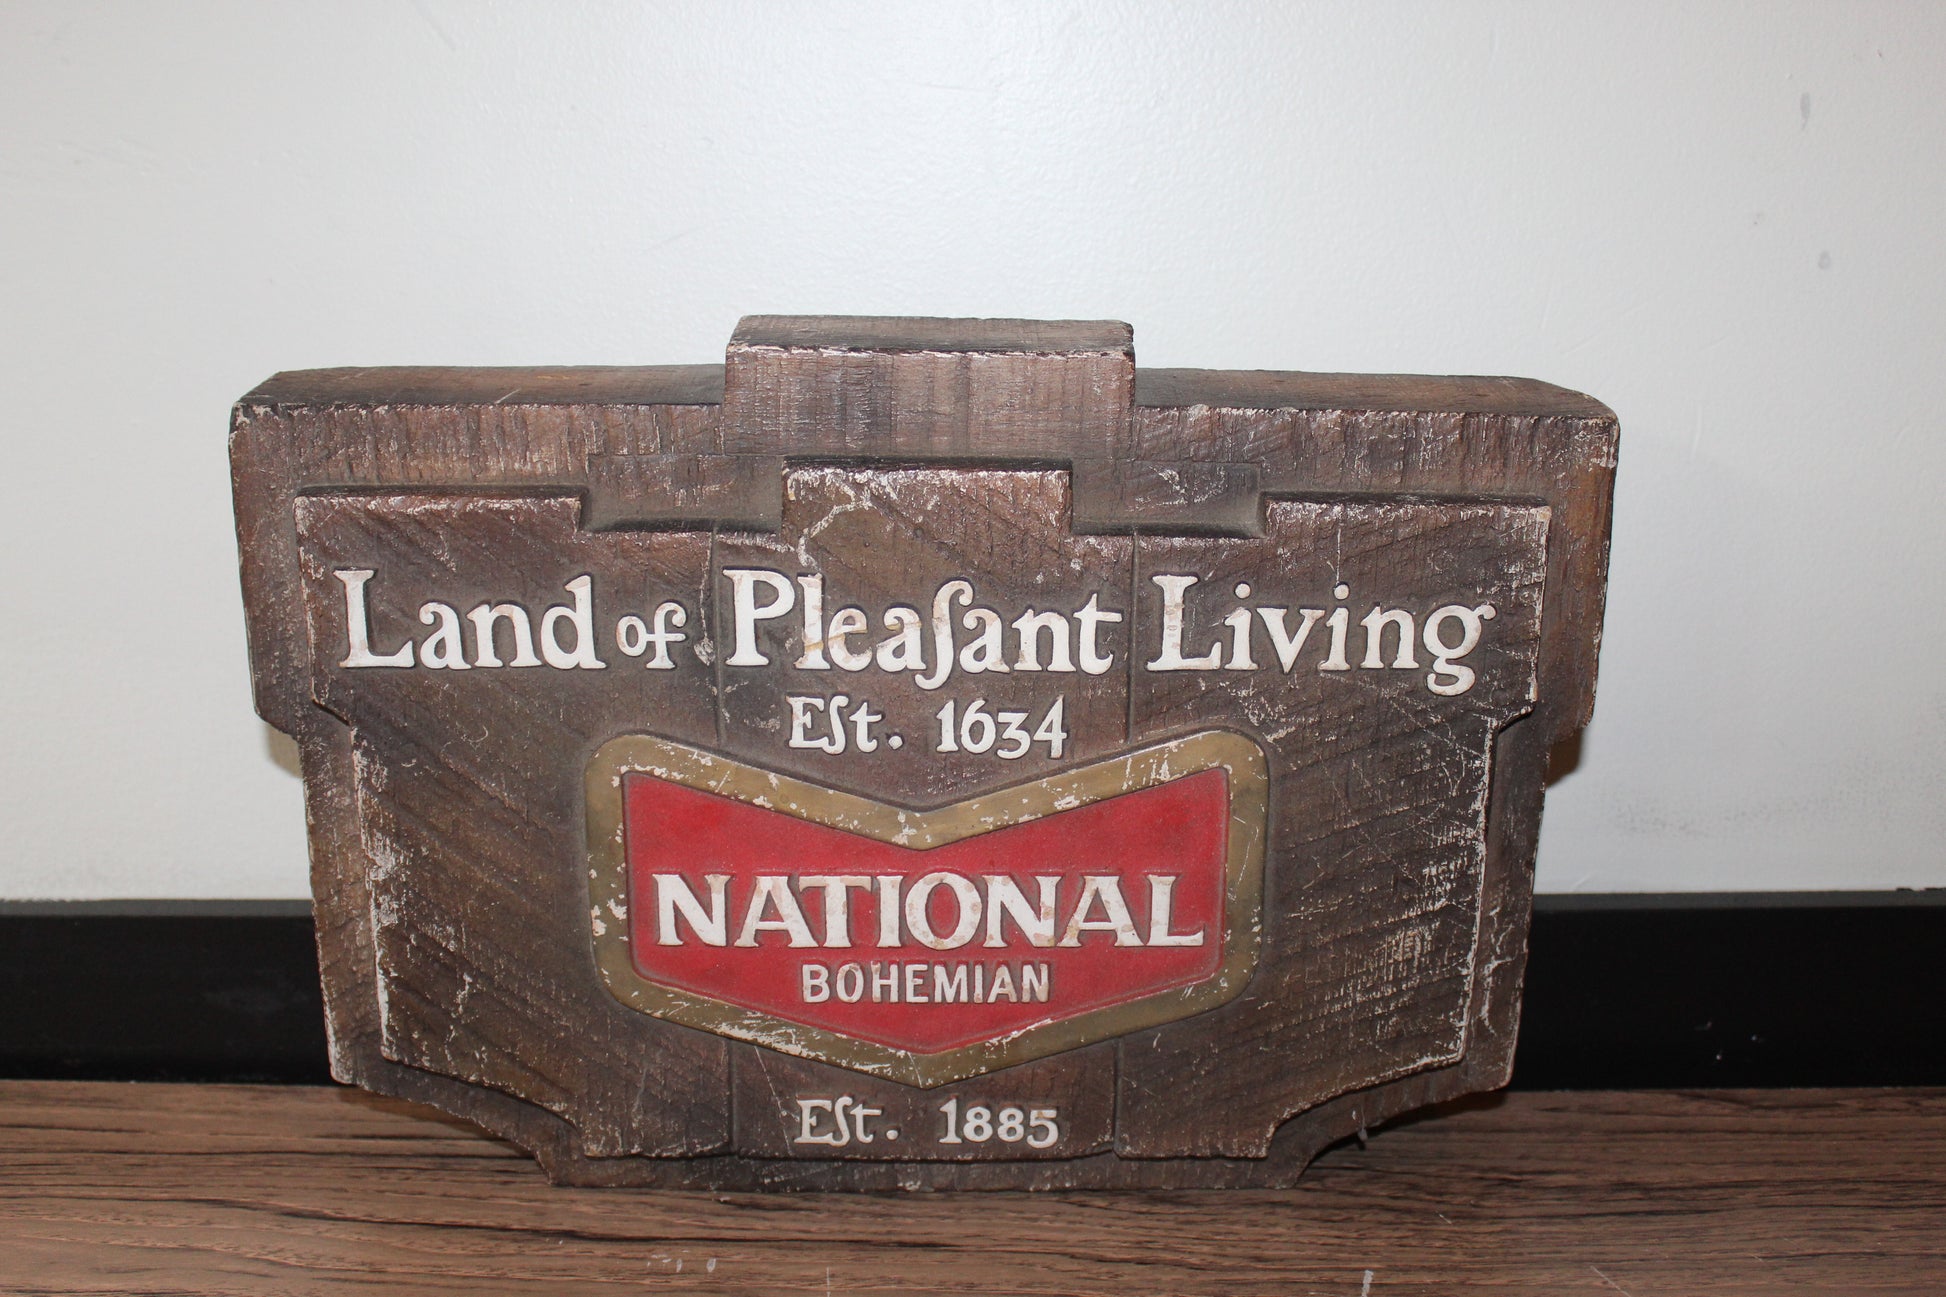 Land of Pleaſant Living
Eſt. 1634
NATIONAL
BOHEMIAN
Eſt. 1885